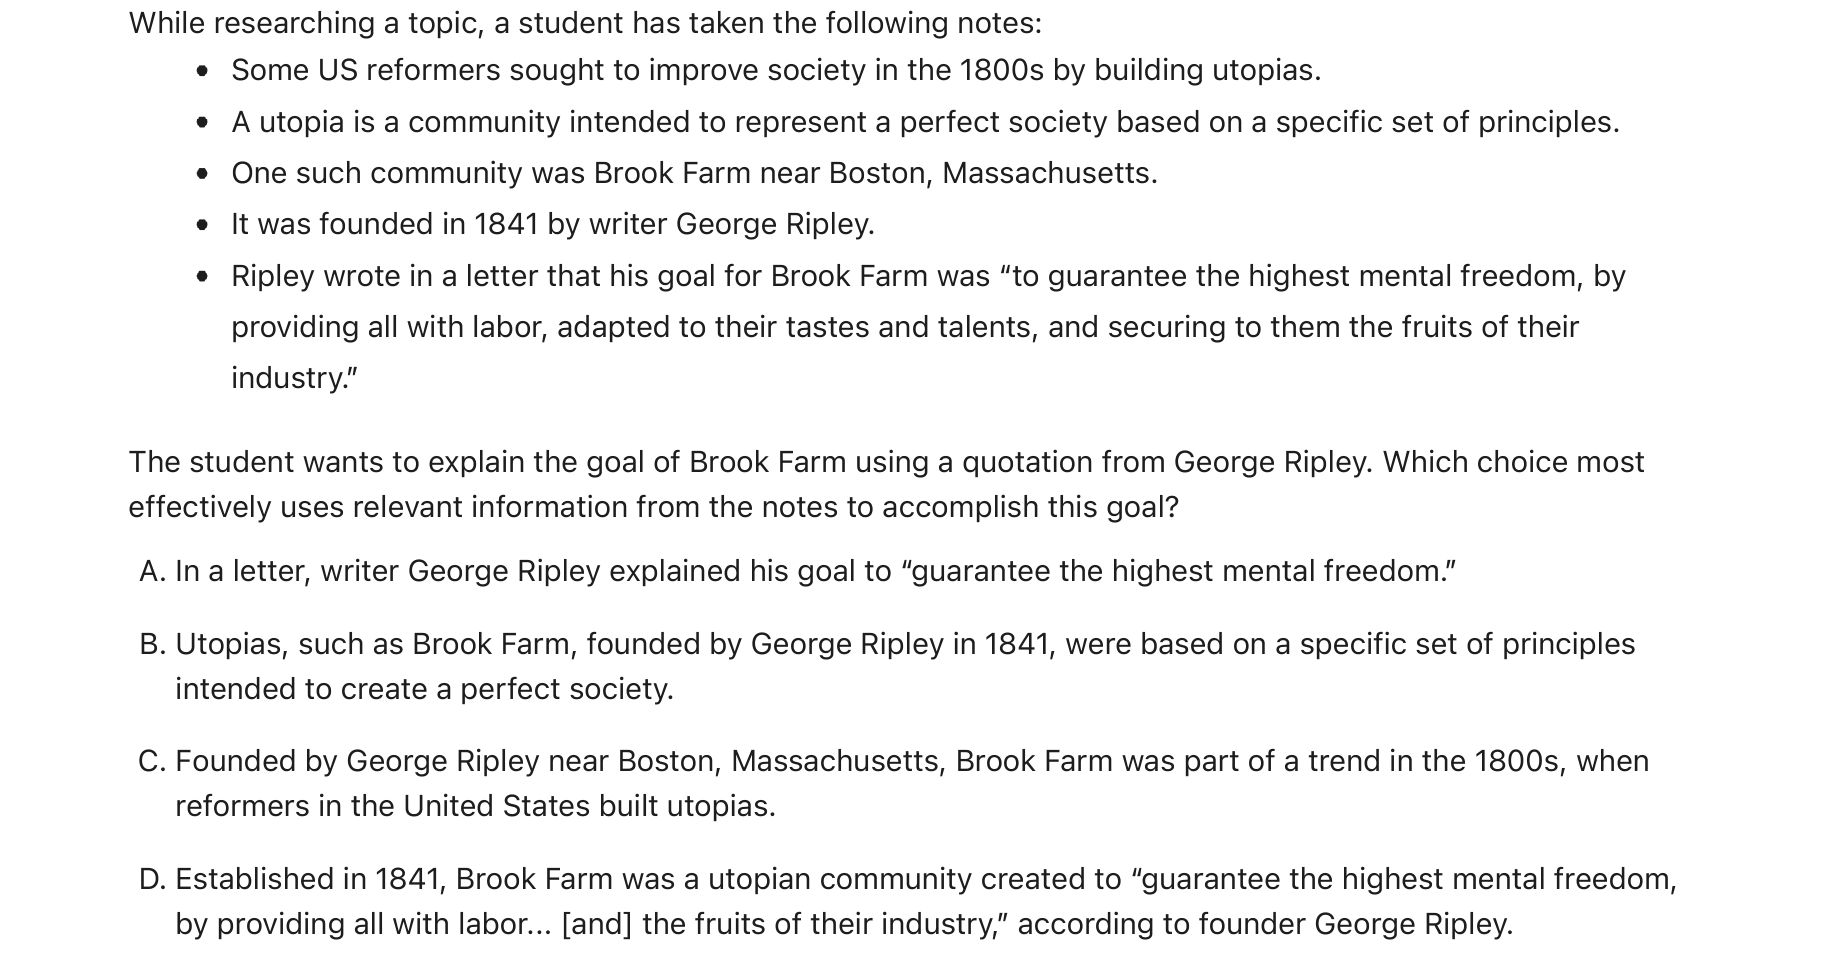 While researching a topic, a student has taken the following notes:
• Some US reformers sought to improve society in the 1800s by building utopias.
• A utopia is a community intended to represent a perfect society based on a specific set of principles.
• One such community was Brook Farm near Boston, Massachusetts.
• It was founded in 1841 by writer George Ripley.
• Ripley wrote in a letter that his goal for Brook Farm was “to guarantee the highest mental freedom, by
providing all with labor, adapted to their tastes and talents, and securing to them the fruits of their
industry.”
The student wants to explain the goal of Brook Farm using a quotation from George Ripley. Which choice most
effectively uses relevant information from the notes to accomplish this goal?
A. In a letter, writer George Ripley explained his goal to “guarantee the highest mental freedom.”
B. Utopias, such as Brook Farm, founded by George Ripley in 1841, were based on a specific set of principles
intended to create a perfect society.
C. Founded by George Ripley near Boston, Massachusetts, Brook Farm was part of a trend in the 1800s, when
reformers in the United States built utopias.
D. Established in 1841, Brook Farm was a utopian community created to “guarantee the highest mental freedom,
by providing all with labor... [and] the fruits of their industry,” according to founder George Ripley.